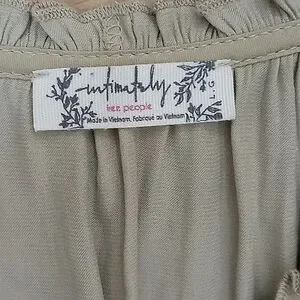 intimately
free people
Made in Vietnam, Fabriqué au Vietnam
L-G